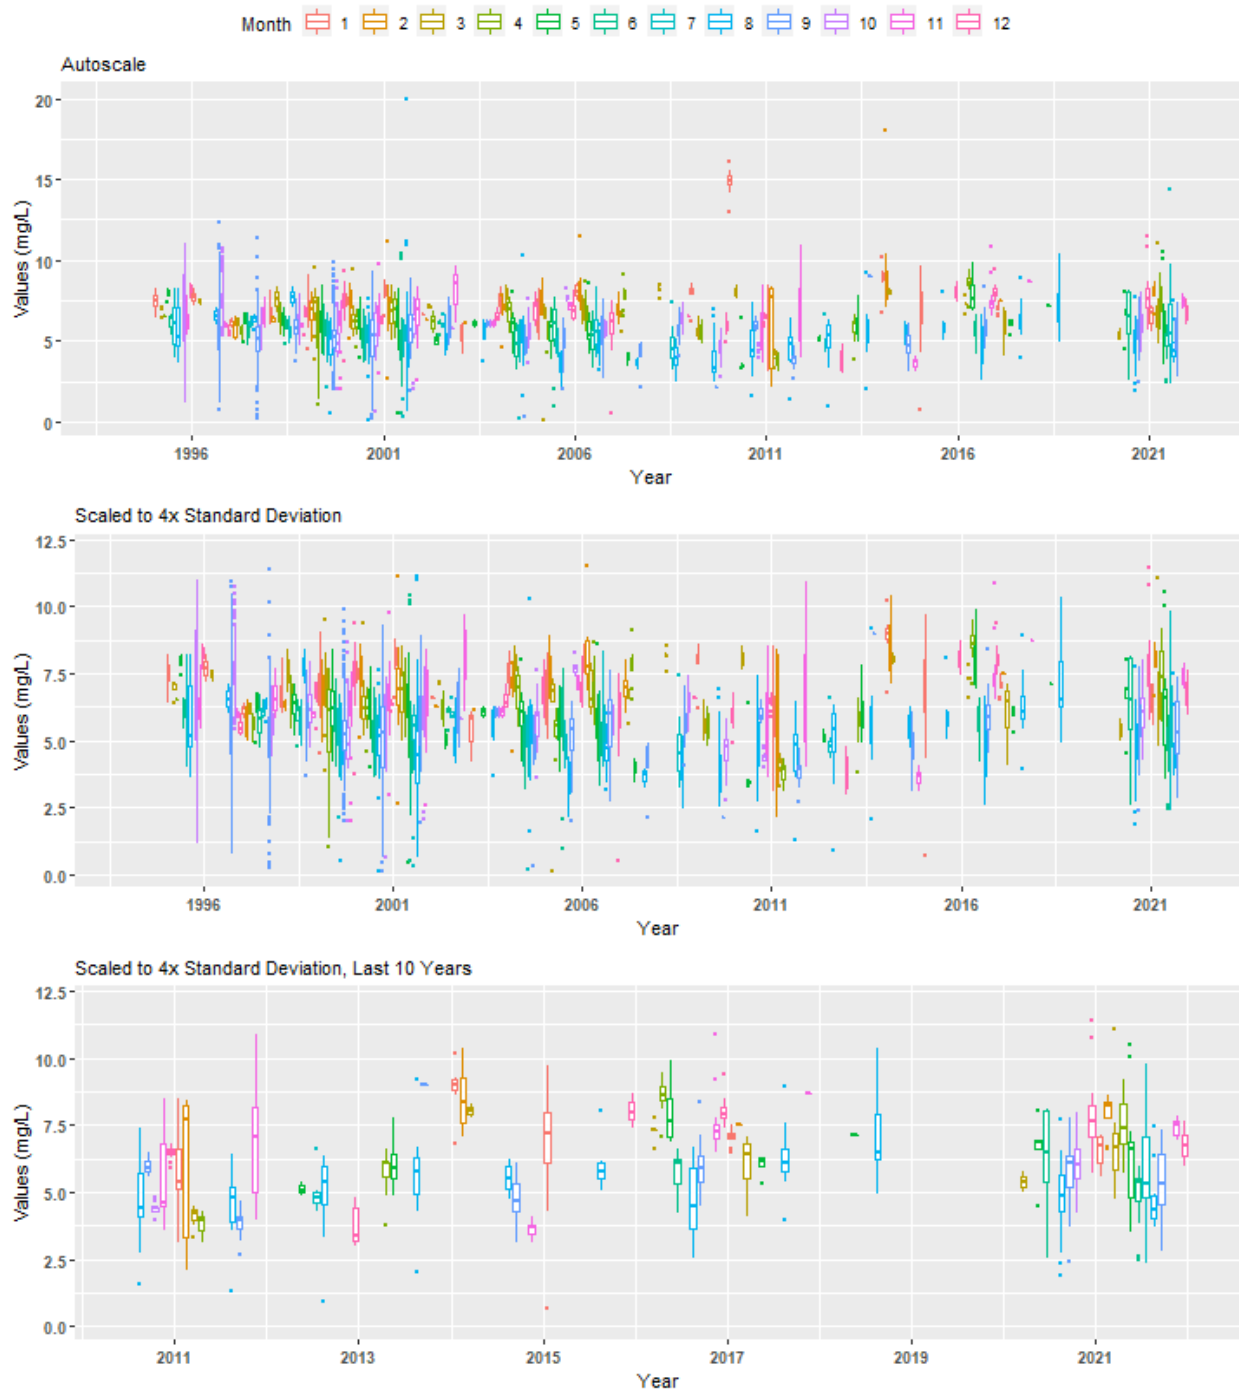 Month 1 2 3 4 5 6 7 8 9 10 11 12
Autoscale
20
15
10
5
0
Values (mg/L)
1996 2001 2006 2011 2016 2021
Year
Scaled to 4x Standard Deviation
12.5
10.0
7.5
5.0
2.5
0.0
Values (mg/L)
1996 2001 2006 2011 2016 2021
Year
Scaled to 4x Standard Deviation, Last 10 Years
12.5
10.0
7.5
5.0
2.5
0.0
Values (mg/L)
2011 2013 2015 2017 2019 2021
Year